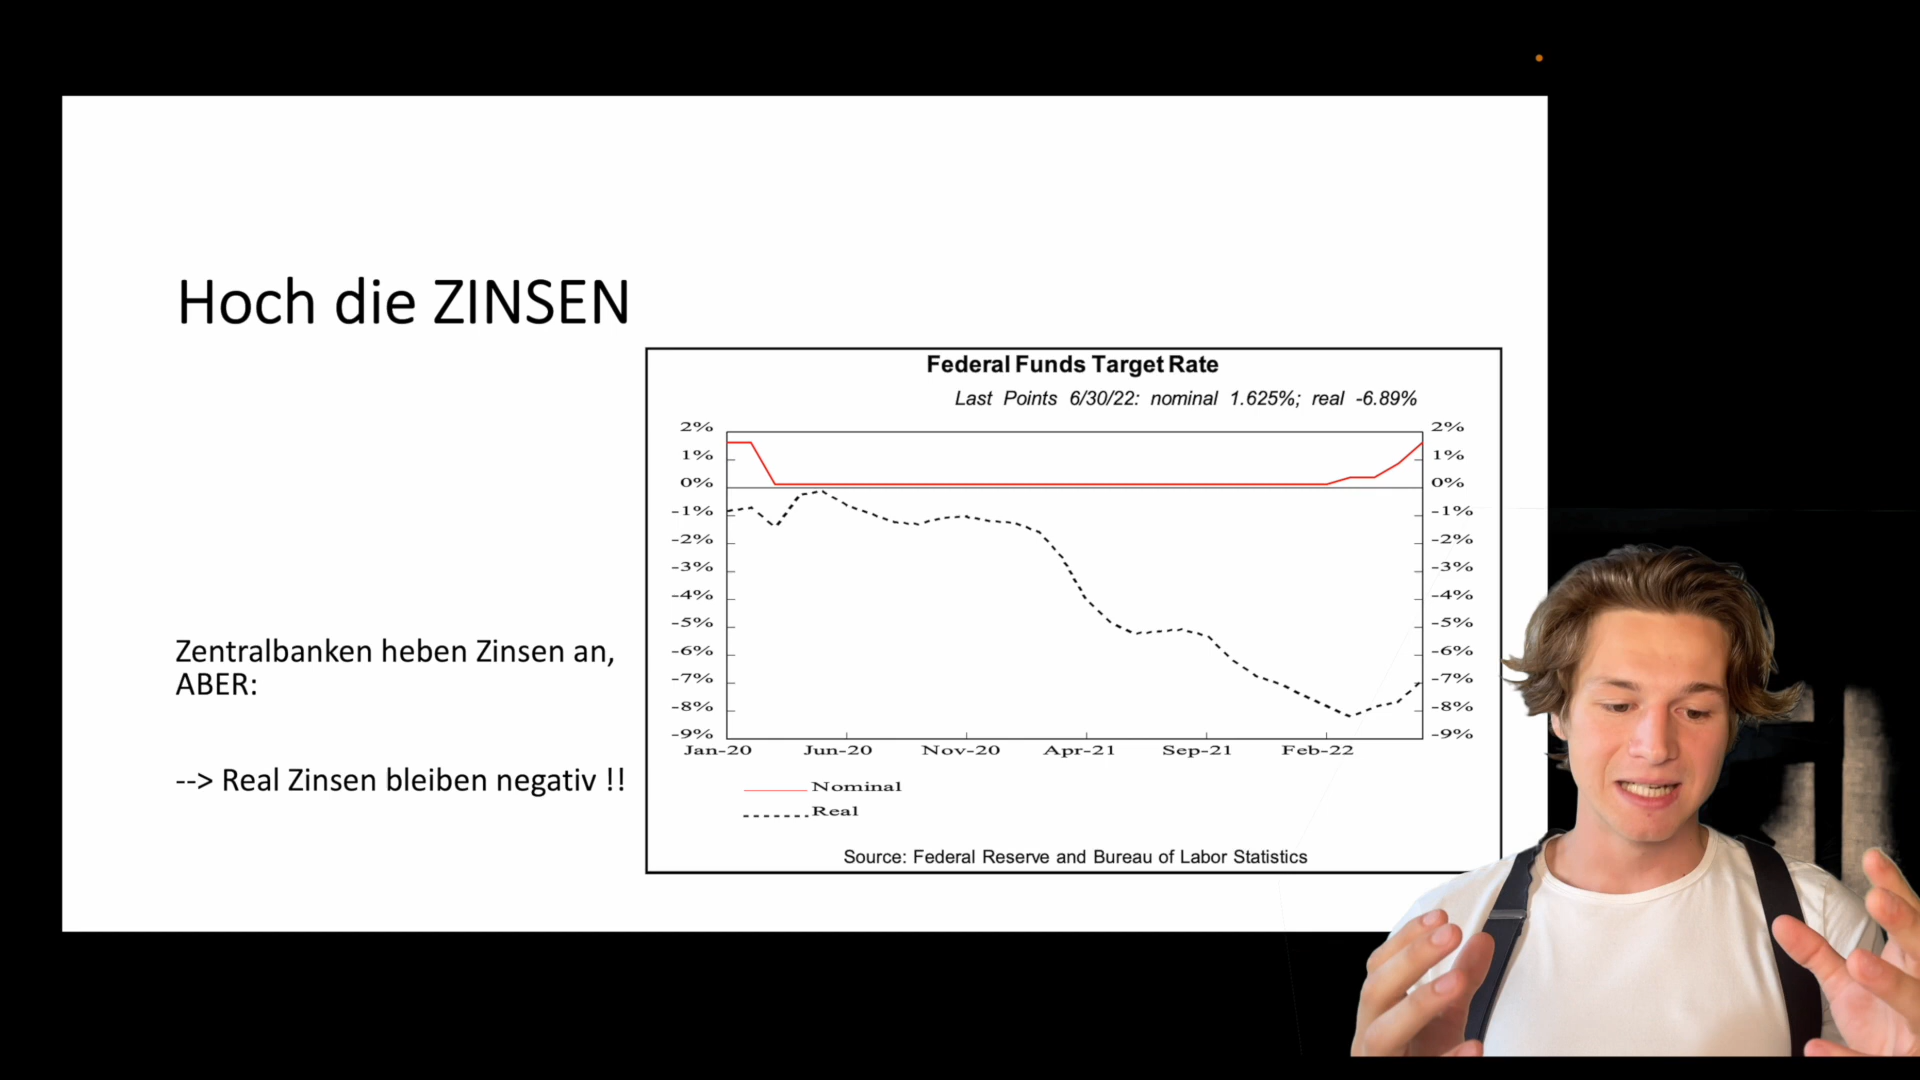 Hoch die ZINSEN
Zentralbanken heben Zinsen an,
ABER:
--> Real Zinsen bleiben negativ !!
Federal Funds Target Rate
Last Points 6/30/22: nominal 1.625%; real -6.89%
2% 2%
1% 1%
0% 0%
-1% -1%
-2% -2%
-3% -3%
-4% -4%
-5% -5%
-6% -6%
-7% -7%
-8% -8%
-9% -9%
Jan-20 Jun-20 Nov-20 Apr-21 Sep-21 Feb-22
Nominal
Real
Source: Federal Reserve and Bureau of Labor Statistics